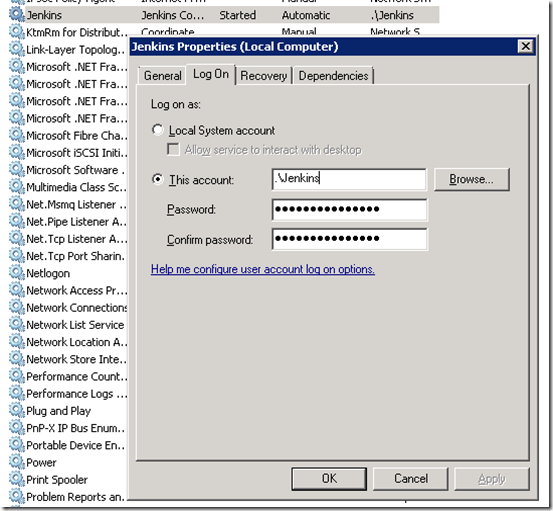 Jenkins Jenkins Co... Started Automatic .\Jenkins
KtmRm for Distribut... Coordinate
Link-Layer Topolog...
Microsoft .NET Fra...
Microsoft .NET Fra...
Microsoft .NET Fra...
Microsoft .NET Fra...
Microsoft Fibre Cha...
Microsoft iSCSI Initi...
Microsoft Software ...
Multimedia Class Sc...
Net.Msmq Listener ...
Net.Pipe Listener A...
Net.Tcp Listener A...
Net.Tcp Port Sharin...
Netlogon
Network Access Pr...
Network Connections
Network List Service
Network Location A...
Network Store Inte...
Performance Count...
Performance Logs ...
Plug and Play
PnP-X IP Bus Enum...
Portable Device En...
Power
Print Spooler
Problem Reports an...
Jenkins Properties (Local Computer)
General Log On Recovery Dependencies
Log on as:
Local System account
Allow service to interact with desktop
This account: .\Jenkins Browse...
Password: ●●●●●●●●●●●●●●●
Confirm password: ●●●●●●●●●●●●●●●
Help me configure user account log on options.
OK Cancel Apply